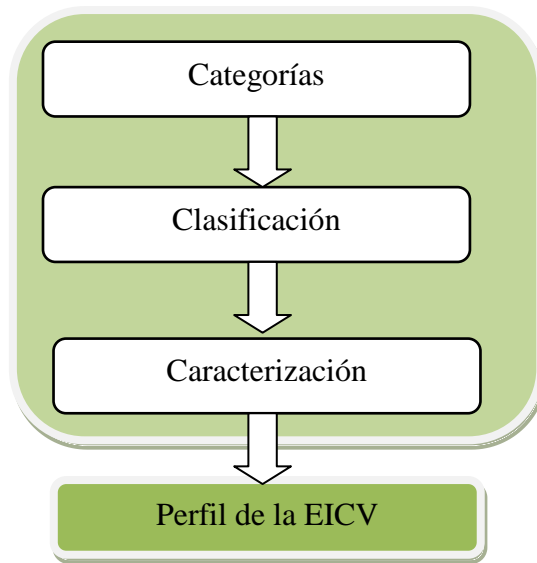 Categorías
Clasificación
Caracterización
Perfil de la EICV